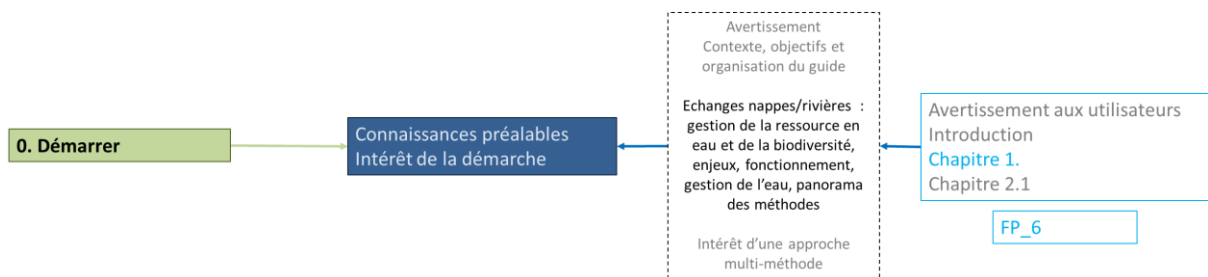 0. Démarrer
Connaissances préalables
Intérêt de la démarche
Avertissement
Contexte, objectifs et
organisation du guide
Echanges nappes/rivières :
gestion de la ressource en
eau et de la biodiversité,
enjeux, fonctionnement,
gestion de l'eau, panorama
des méthodes
Intérêt d'une approche
multi-méthode
Avertissement aux utilisateurs
Introduction
Chapitre 1.
Chapitre 2.1
FP_6